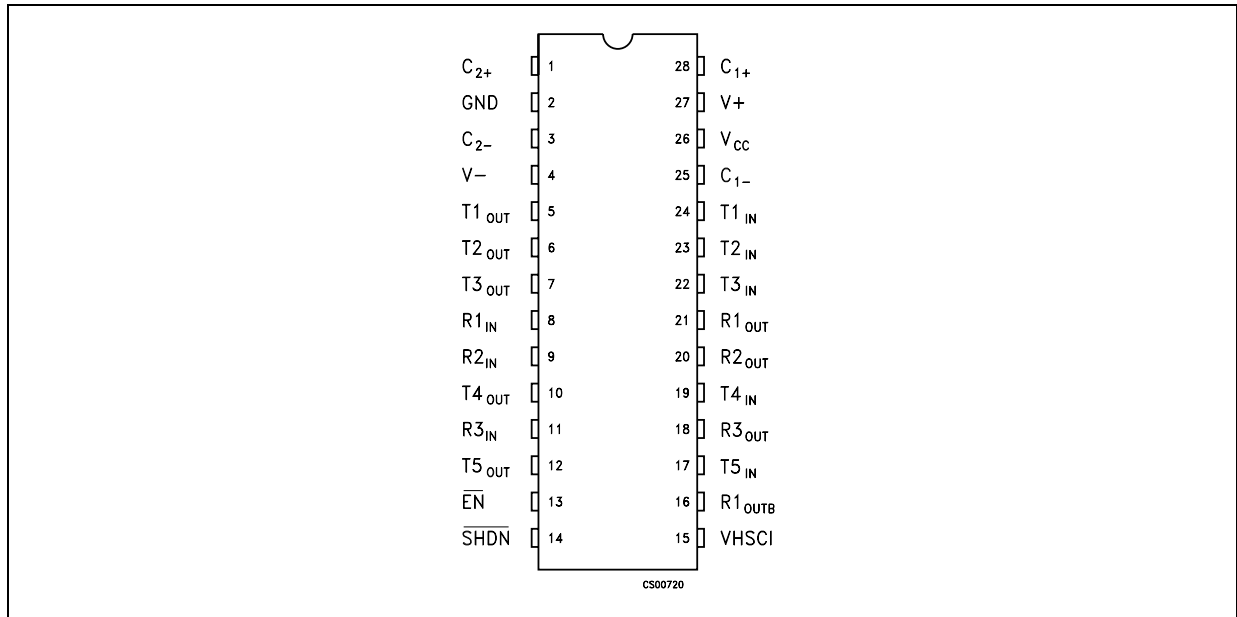 C2+ 1 28 C1+
GND 2 27 V+
C2− 3 26 VCC
V− 4 25 C1−
T1OUT 5 24 T1IN
T2OUT 6 23 T2IN
T3OUT 7 22 T3IN
R1IN 8 21 R1OUT
R2IN 9 20 R2OUT
T4OUT 10 19 T4IN
R3IN 11 18 R3OUT
T5OUT 12 17 T5IN
E̅N̅ 13 16 R1OUTB
S̅H̅D̅N̅ 14 15 VHSCI
CS00720